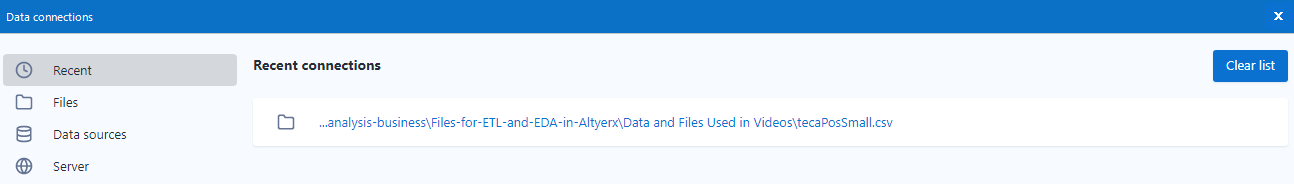 Data connections
Recent
Recent connections
Clear list
Files
...analysis-business\Files-for-ETL-and-EDA-in-Altyerx\Data and Files Used in Videos\tecaPosSmall.csv
Data sources
Server